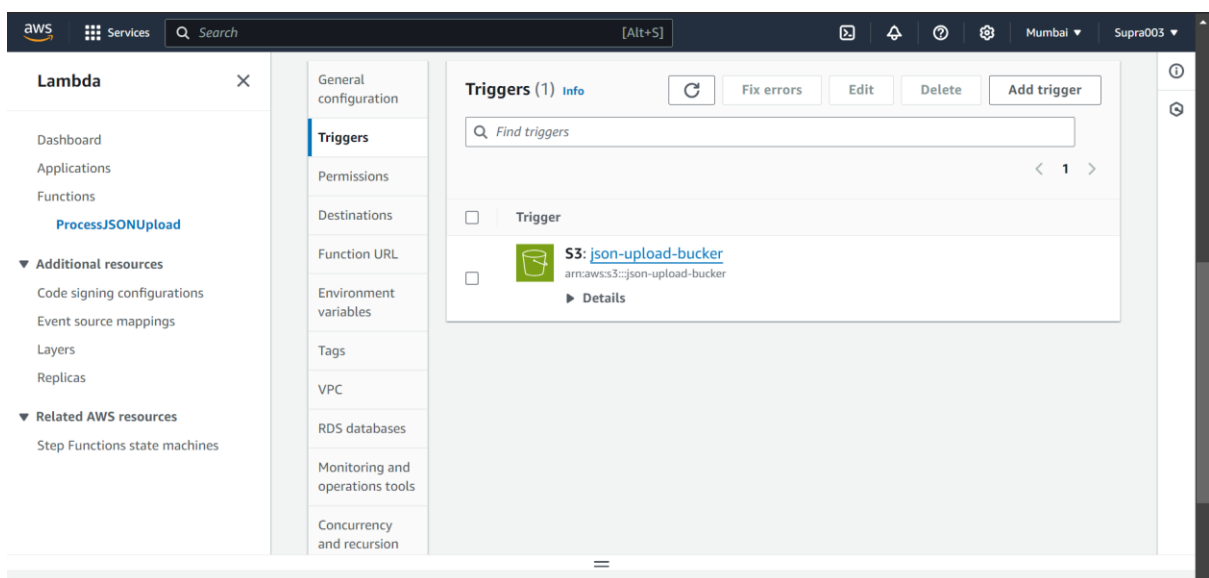 aws Services Search [Alt+S] Mumbai Supra003
Lambda
Dashboard
Applications
Functions
ProcessJSONUpload
Additional resources
Code signing configurations
Event source mappings
Layers
Replicas
Related AWS resources
Step Functions state machines
General
configuration
Triggers
Permissions
Destinations
Function URL
Environment
variables
Tags
VPC
RDS databases
Monitoring and
operations tools
Concurrency
and recursion
Triggers (1) Info Fix errors Edit Delete Add trigger
Find triggers
1
Trigger
S3: json-upload-bucker
arn:aws:s3:::json-upload-bucker
Details